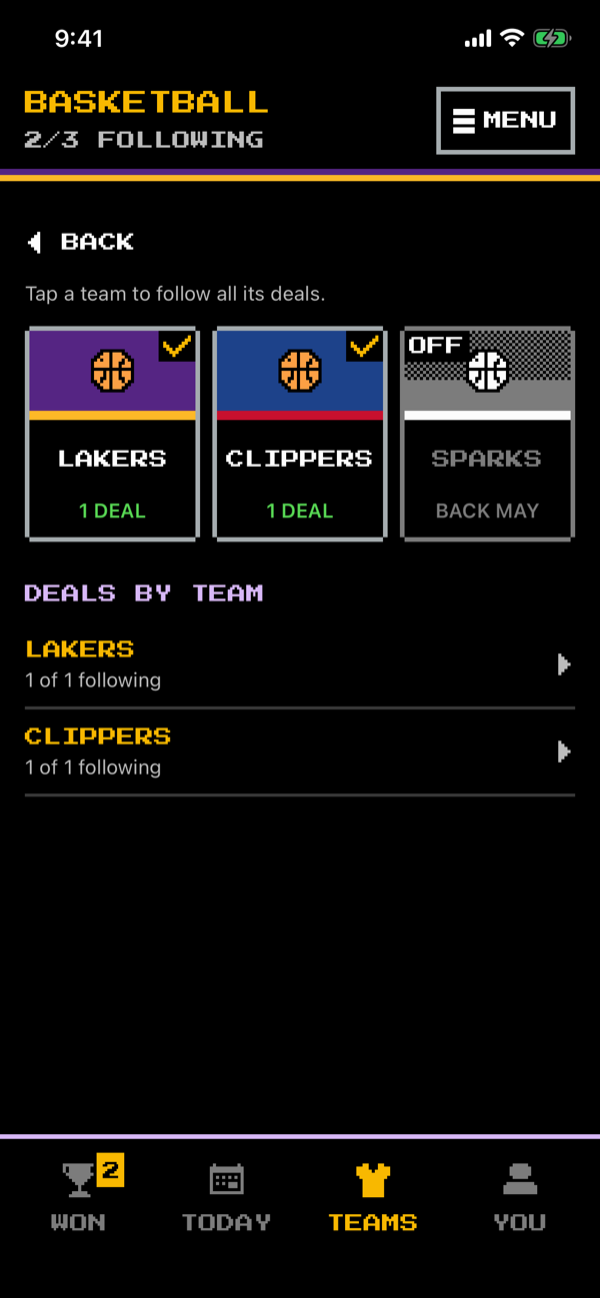 9:41
BASKETBALL
2/3 FOLLOWING
MENU
BACK
Tap a team to follow all its deals.
OFF
LAKERS
CLIPPERS
SPARKS
1 DEAL
1 DEAL
BACK MAY
DEALS BY TEAM
LAKERS
1 of 1 following
CLIPPERS
1 of 1 following
2
WON
TODAY
TEAMS
YOU